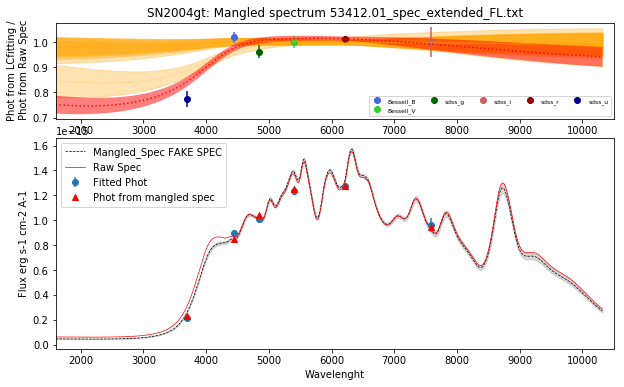 SN2004gt: Mangled spectrum 53412.01_spec_extended_FL.txt
Phot from LCfitting /
Phot from Raw Spec
1.0
0.9
0.8
0.7
Bessell_B
Bessell_V
sdss_g
sdss_i
sdss_r
sdss_u
2000 3000 4000 5000 6000 7000 8000 9000 10000
Flux erg s-1 cm-2 A-1
1.6
1.4
1.2
1.0
0.8
0.6
0.4
0.2
0.0
Mangled_Spec FAKE SPEC
Raw Spec
Fitted Phot
Phot from mangled spec
2000 3000 4000 5000 6000 7000 8000 9000 10000
Wavelenght